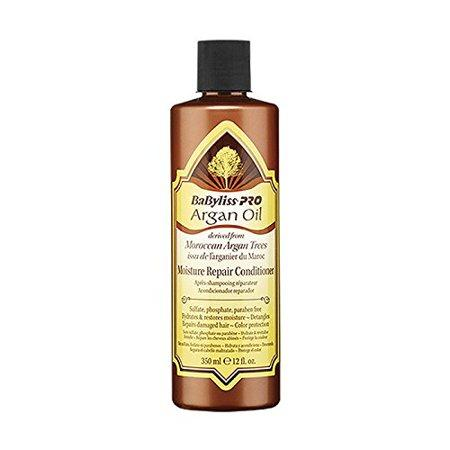 BaByliss PRO
Argan Oil
derived from
Moroccan Argan Trees
issu de l'arganier du Maroc
Moisture Repair Conditioner
Après-shampooing réparateur
Acondicionador reparador
Sulfate, phosphate, paraben free
Hydrates & restores moisture ~ Detangles
Repairs damaged hair ~ Color protection
350 ml ℮ 12 fl. oz.